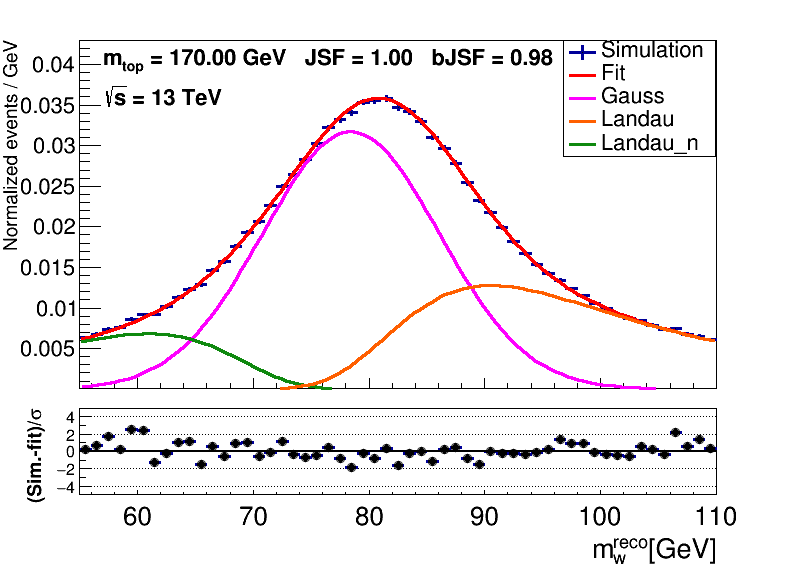 m_top = 170.00 GeV JSF = 1.00 bJSF = 0.98
√s = 13 TeV
Simulation
Fit
Gauss
Landau
Landau_n
Normalized events / GeV
0.04
0.035
0.03
0.025
0.02
0.015
0.01
0.005
(Sim.-fit)/σ
4
2
0
−2
−4
60 70 80 90 100 110
m_w^reco[GeV]